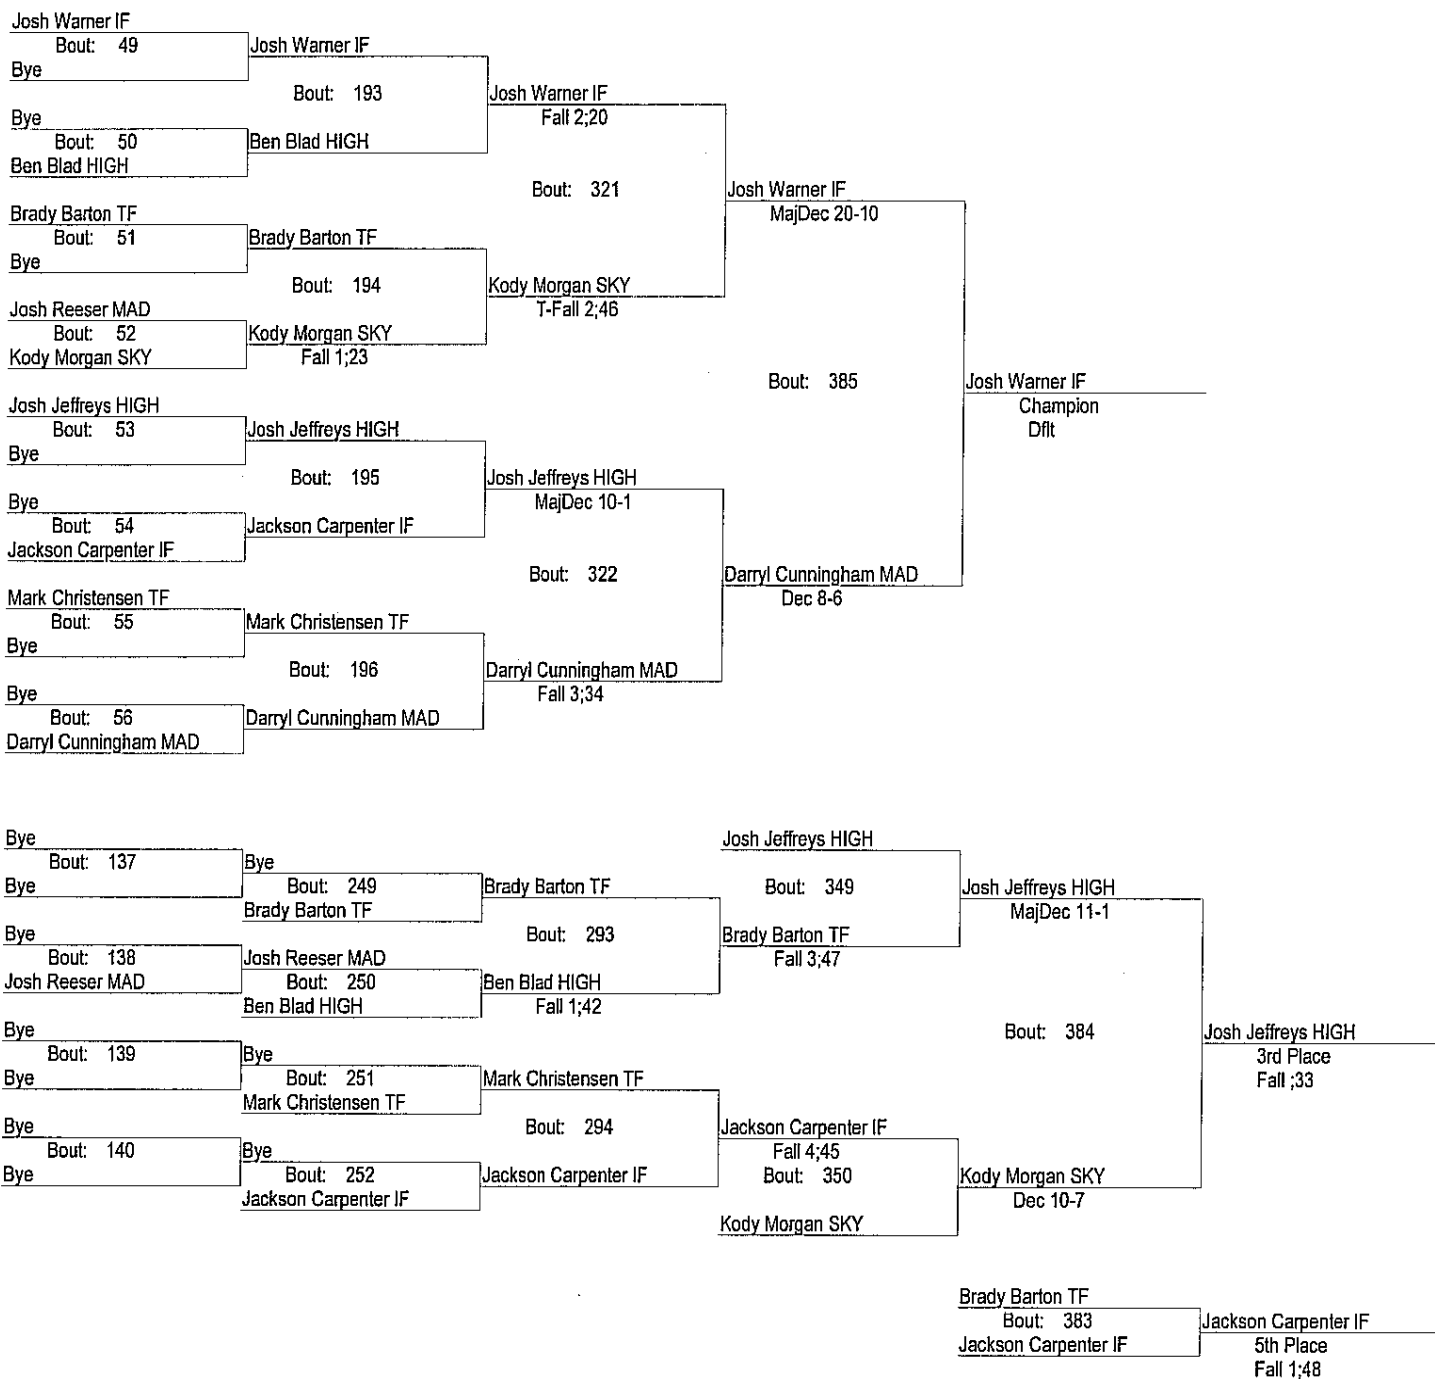 Josh Warner IF
Bout: 49
Bye
Josh Warner IF
Bout: 193
Bye
Bout: 50
Ben Blad HIGH
Ben Blad HIGH
Josh Warner IF
Fall 2;20
Bout: 321
Brady Barton TF
Bout: 51
Bye
Brady Barton TF
Bout: 194
Josh Reeser MAD
Bout: 52
Kody Morgan SKY
Kody Morgan SKY
Fall 1;23
Kody Morgan SKY
T-Fall 2;46
Josh Warner IF
MajDec 20-10
Bout: 385
Josh Warner IF
Champion
Dflt
Josh Jeffreys HIGH
Bout: 53
Bye
Josh Jeffreys HIGH
Bout: 195
Bye
Bout: 54
Jackson Carpenter IF
Jackson Carpenter IF
Josh Jeffreys HIGH
MajDec 10-1
Bout: 322
Mark Christensen TF
Bout: 55
Bye
Mark Christensen TF
Bout: 196
Bye
Bout: 56
Darryl Cunningham MAD
Darryl Cunningham MAD
Darryl Cunningham MAD
Fall 3;34
Darryl Cunningham MAD
Dec 8-6
Bye
Bout: 137
Bye
Bye
Bout: 249
Brady Barton TF
Brady Barton TF
Bout: 293
Bye
Bout: 138
Josh Reeser MAD
Josh Reeser MAD
Bout: 250
Ben Blad HIGH
Ben Blad HIGH
Fall 1;42
Josh Jeffreys HIGH
Bout: 349
Brady Barton TF
Fall 3;47
Josh Jeffreys HIGH
MajDec 11-1
Bout: 384
Josh Jeffreys HIGH
3rd Place
Fall ;33
Bye
Bout: 139
Bye
Bye
Bout: 251
Mark Christensen TF
Mark Christensen TF
Bout: 294
Bye
Bout: 140
Bye
Bye
Bout: 252
Jackson Carpenter IF
Jackson Carpenter IF
Jackson Carpenter IF
Fall 4;45
Bout: 350
Kody Morgan SKY
Kody Morgan SKY
Dec 10-7
Brady Barton TF
Bout: 383
Jackson Carpenter IF
Jackson Carpenter IF
5th Place
Fall 1;48